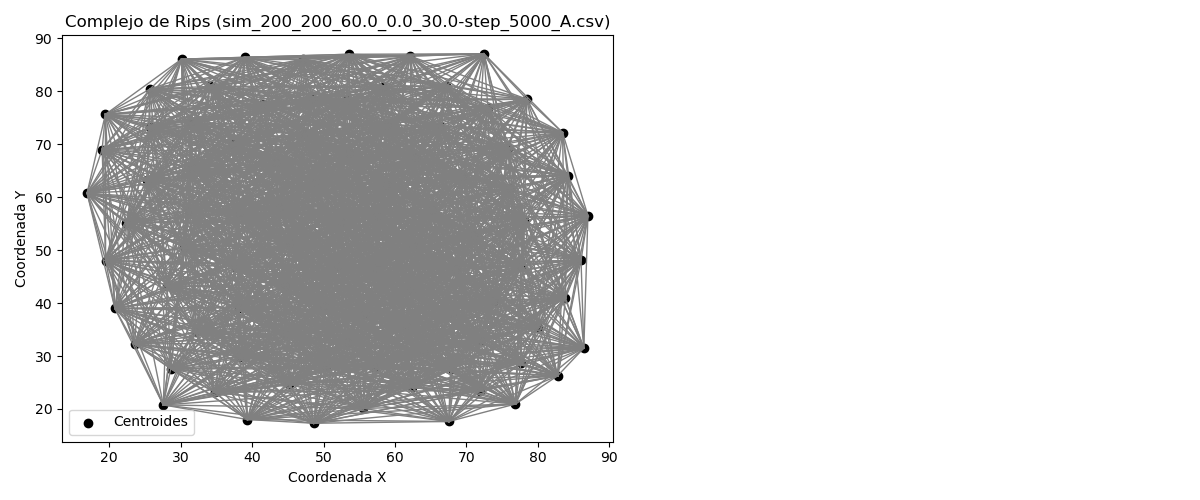 Complejo de Rips (sim_200_200_60.0_0.0_30.0-step_5000_A.csv)
90
80
70
60
50
40
30
20
Coordenada Y
Centroides
20 30 40 50 60 70 80 90
Coordenada X